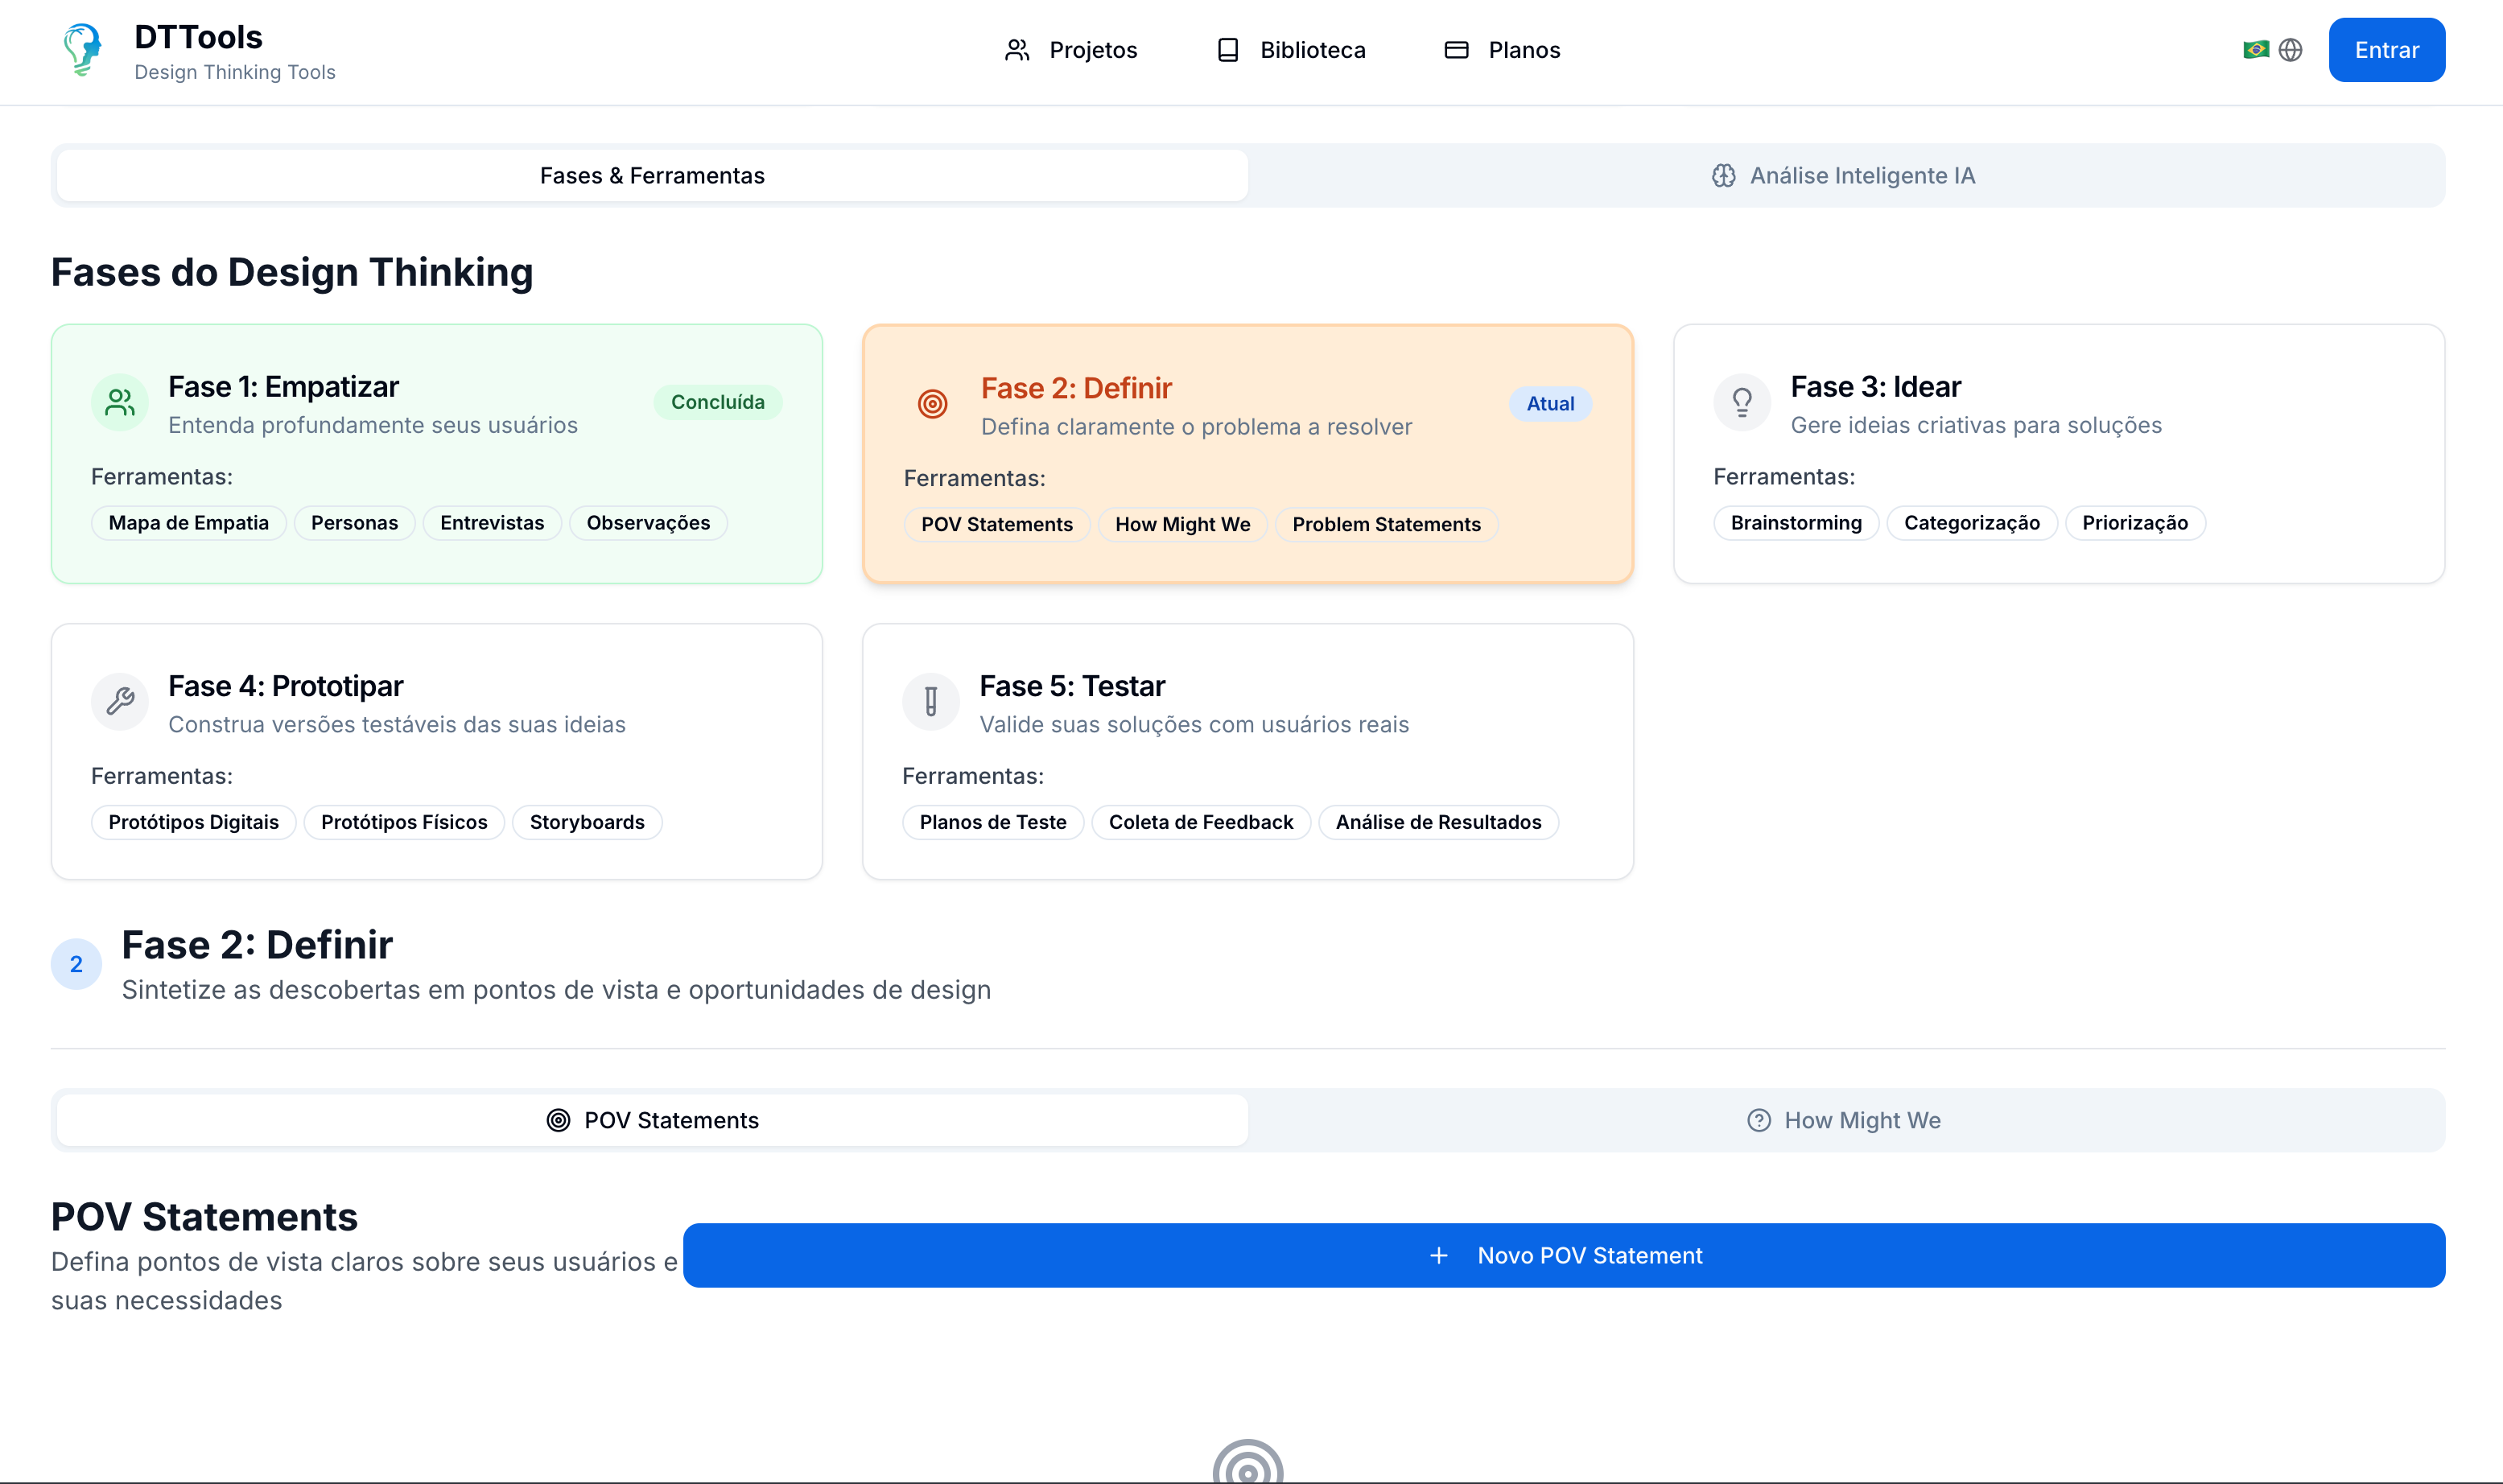 DTTools
Design Thinking Tools
Projetos
Biblioteca
Planos
Entrar
Fases & Ferramentas
Análise Inteligente IA
Fases do Design Thinking
Fase 1: Empatizar
Entenda profundamente seus usuários
Concluída
Ferramentas:
Mapa de Empatia
Personas
Entrevistas
Observações
Fase 2: Definir
Defina claramente o problema a resolver
Atual
Ferramentas:
POV Statements
How Might We
Problem Statements
Fase 3: Idear
Gere ideias criativas para soluções
Ferramentas:
Brainstorming
Categorização
Priorização
Fase 4: Prototipar
Construa versões testáveis das suas ideias
Ferramentas:
Protótipos Digitais
Protótipos Físicos
Storyboards
Fase 5: Testar
Valide suas soluções com usuários reais
Ferramentas:
Planos de Teste
Coleta de Feedback
Análise de Resultados
2
Fase 2: Definir
Sintetize as descobertas em pontos de vista e oportunidades de design
POV Statements
How Might We
POV Statements
Defina pontos de vista claros sobre seus usuários e
suas necessidades
Novo POV Statement